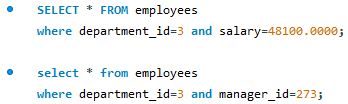 SELECT * FROM employees
where department_id=3 and salary=48100.0000;
select * from employees
where department_id=3 and manager_id=273;